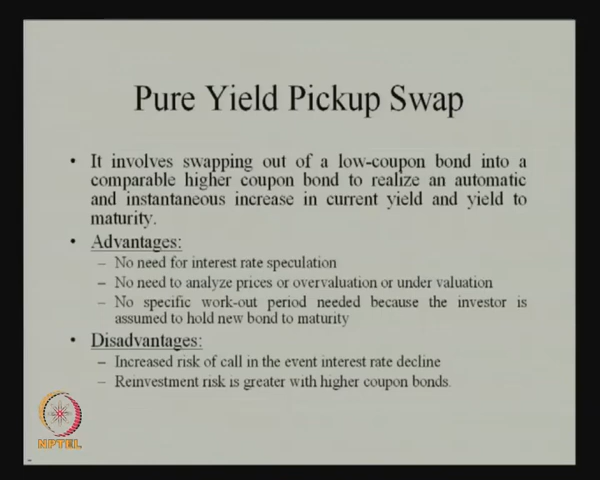 Pure Yield Pickup Swap
• It involves swapping out of a low-coupon bond into a
comparable higher coupon bond to realize an automatic
and instantaneous increase in current yield and yield to
maturity.
• Advantages:
– No need for interest rate speculation
– No need to analyze prices or overvaluation or under valuation
– No specific work-out period needed because the investor is
assumed to hold new bond to maturity
• Disadvantages:
– Increased risk of call in the event interest rate decline
– Reinvestment risk is greater with higher coupon bonds.
NPTEL